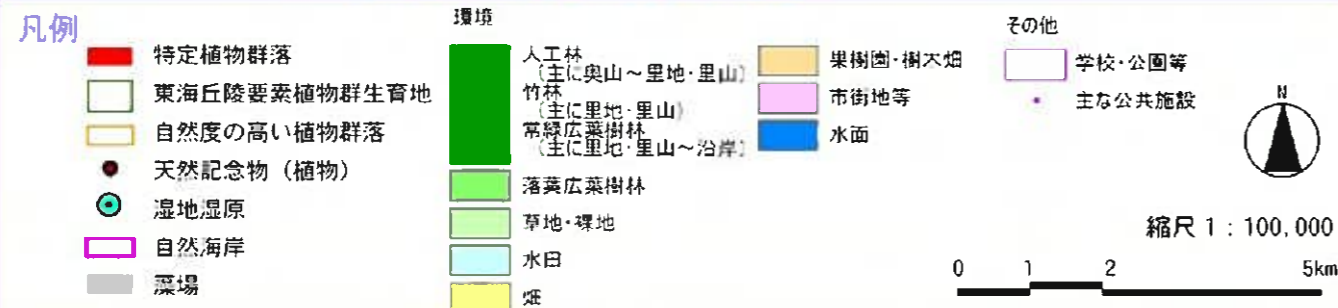 凡例
特定植物群落
東海丘陵要素植物群生育地
自然度の高い植物群落
天然記念物（植物）
湿地湿原
自然海岸
藻場
環境
人工林
（主に奥山～里地・里山）
竹林
（主に里地・里山）
常緑広葉樹林
（主に里地・里山～沿岸）
落葉広葉樹林
草地・裸地
水田
畑
果樹園・樹木畑
市街地等
水面
その他
学校・公園等
主な公共施設
N
縮尺 1：100,000
0 1 2 5km